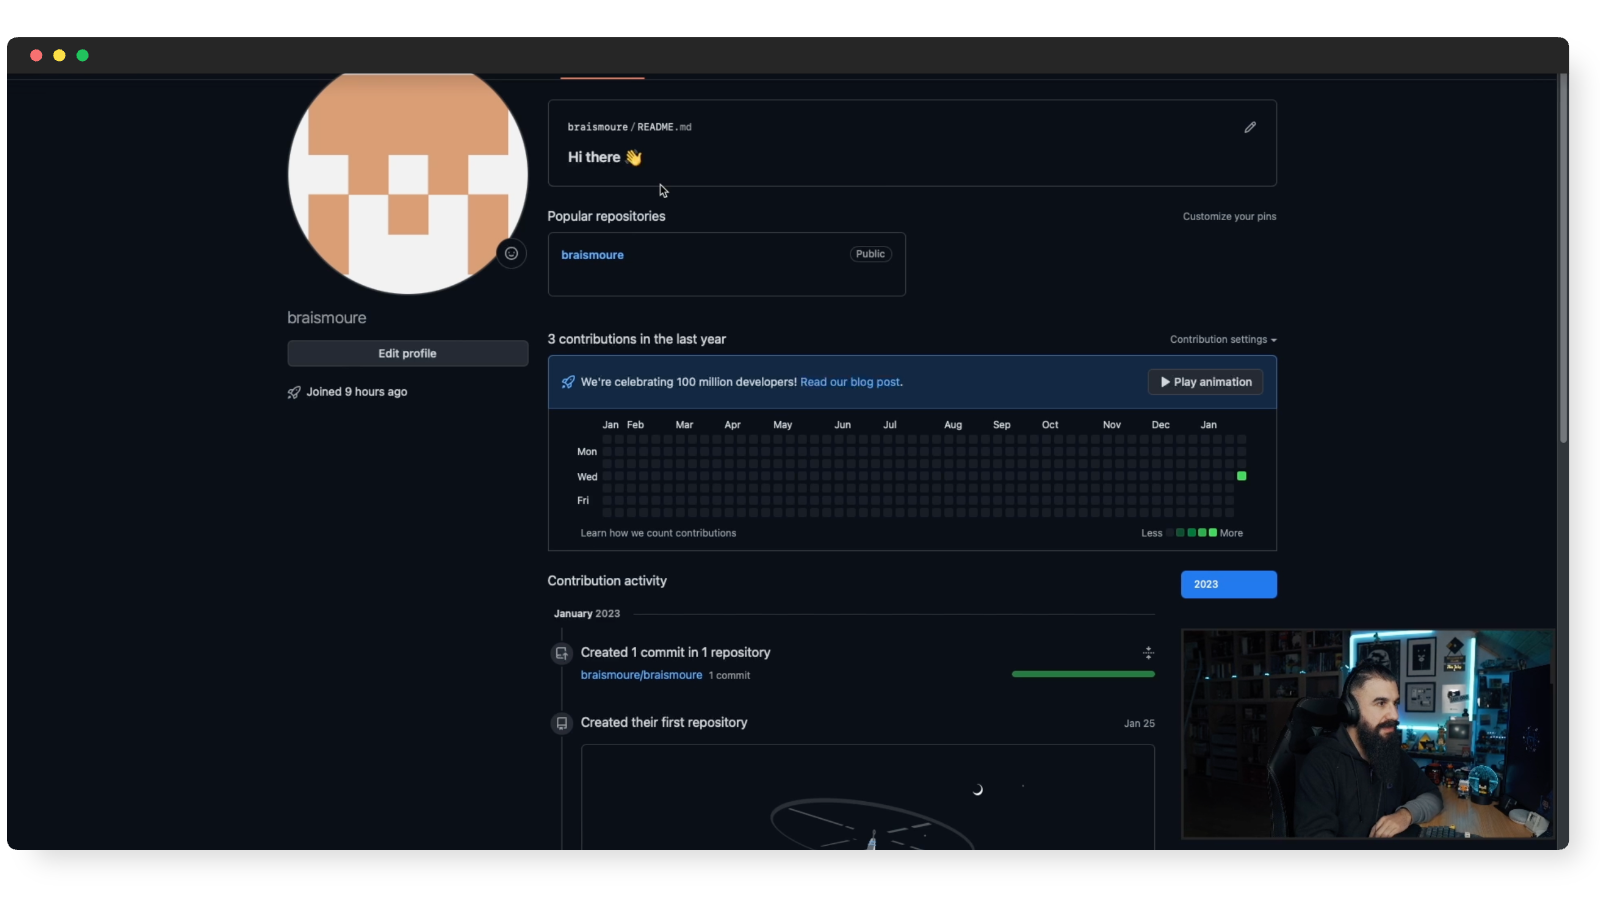 braismoure/README.md
Hi there 👋
Popular repositories
Customize your pins
braismoure
Public
braismoure
Edit profile
Joined 9 hours ago
3 contributions in the last year
Contribution settings
We're celebrating 100 million developers! Read our blog post.
Play animation
Jan Feb Mar Apr May Jun Jul Aug Sep Oct Nov Dec Jan
Mon
Wed
Fri
Learn how we count contributions
Less More
Contribution activity
2023
January 2023
Created 1 commit in 1 repository
braismoure/braismoure 1 commit
Created their first repository
Jan 25